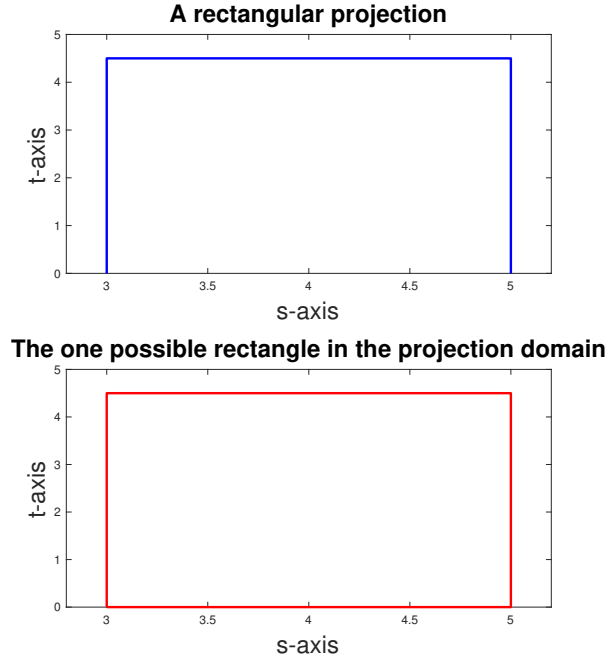 A rectangular projection
5
4
3
2
1
0
t-axis
3 3.5 4 4.5 5
s-axis
The one possible rectangle in the projection domain
5
4
3
2
1
0
t-axis
3 3.5 4 4.5 5
s-axis